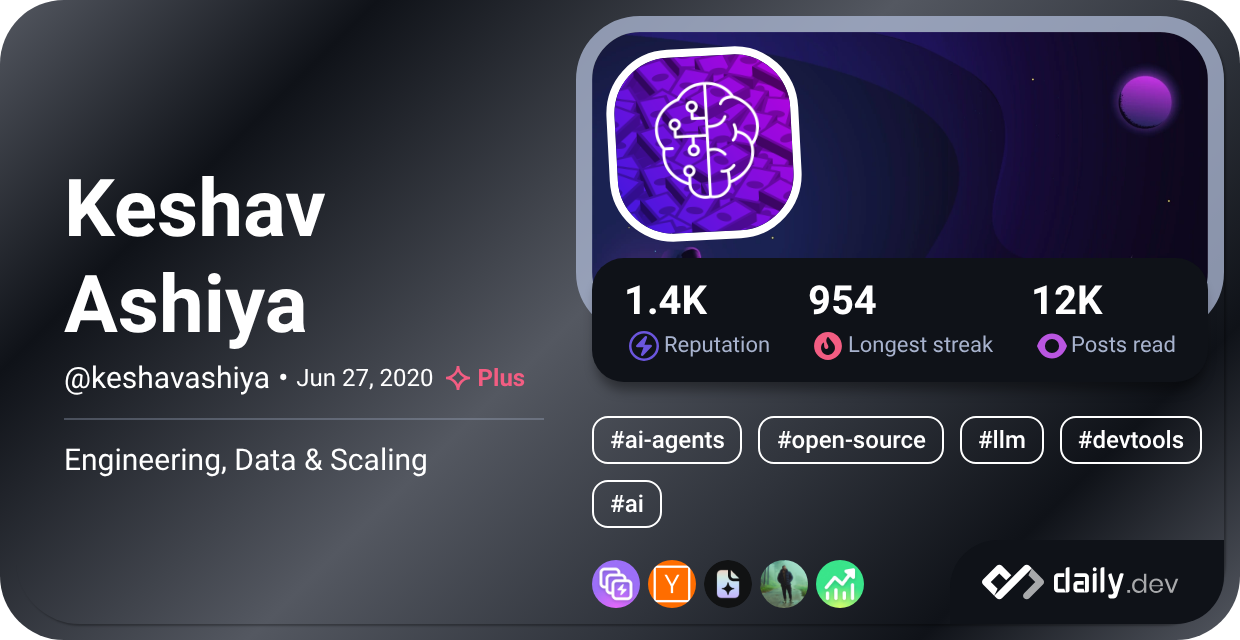 Keshav
Ashiya
@keshavashiya • Jun 27, 2020 Plus
Engineering, Data & Scaling
1.4K 954 12K
Reputation Longest streak Posts read
#ai-agents #open-source #llm #devtools
#ai
Y
daily.dev